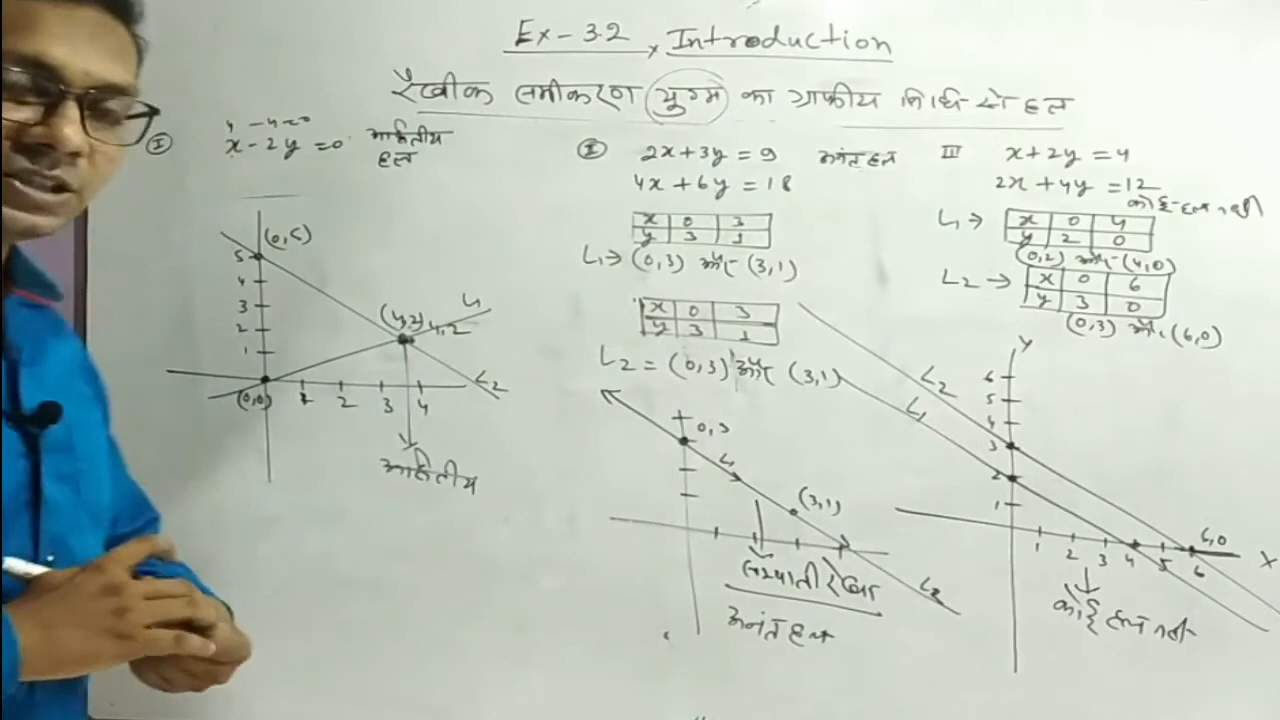 Ex-3.2, Introduction
रैखीक समीकरण युग्म का ग्राफीय विधि से हल
I
4 - 4 = 0
x - 2y = 0 अद्वितीय
हल
(0,5)
5
4
3
2
1
(4,2) 4,2
L1
L2
(0,0) 1 2 3 4
अद्वितीय
II 2x+3y = 9 अनंत हल
4x + 6y = 18
x 0 3
y 3 1
L1→ (0,3) और (3,1)
x 0 3
y 3 1
L2 = (0,3) और (3,1)
0,3
L1
(3,1)
L2
संपाती रेखा
अनंत हल
III x+2y = 4
2x + 4y = 12
कोई हल नहीं
L1→ x 0 4
y 2 0
(0,2) और (4,0)
L2→ x 0 6
y 3 0
(0,3) और (6,0)
Y
L2
L1
6
5
4
3
2
1
1 2 3 4 5 6
6,0
X
कोई हल नहीं